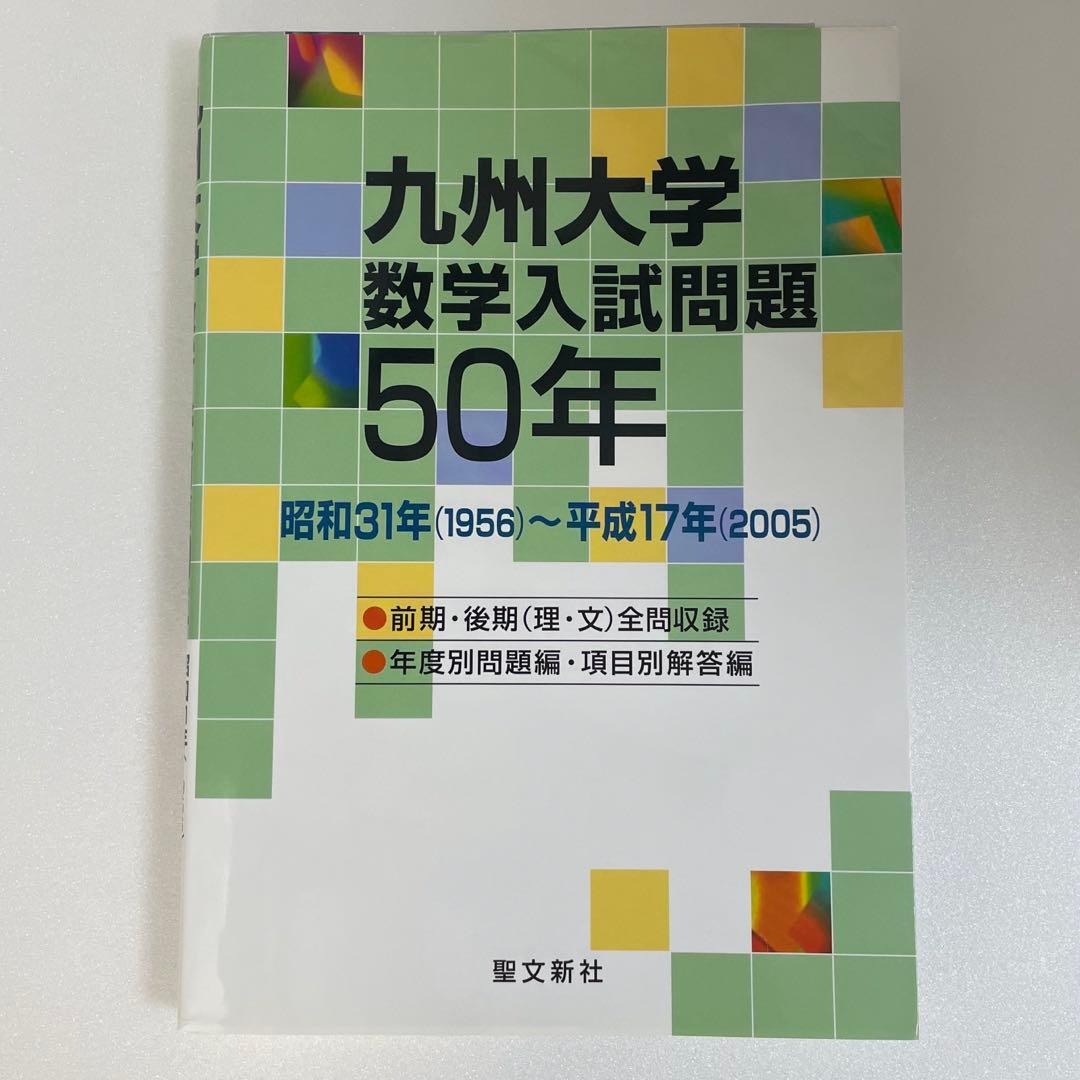 九州大学
数学入試問題
50年
昭和31年(1956)～平成17年(2005)
●前期・後期(理・文)全問収録
●年度別問題編・項目別解答編
聖文新社